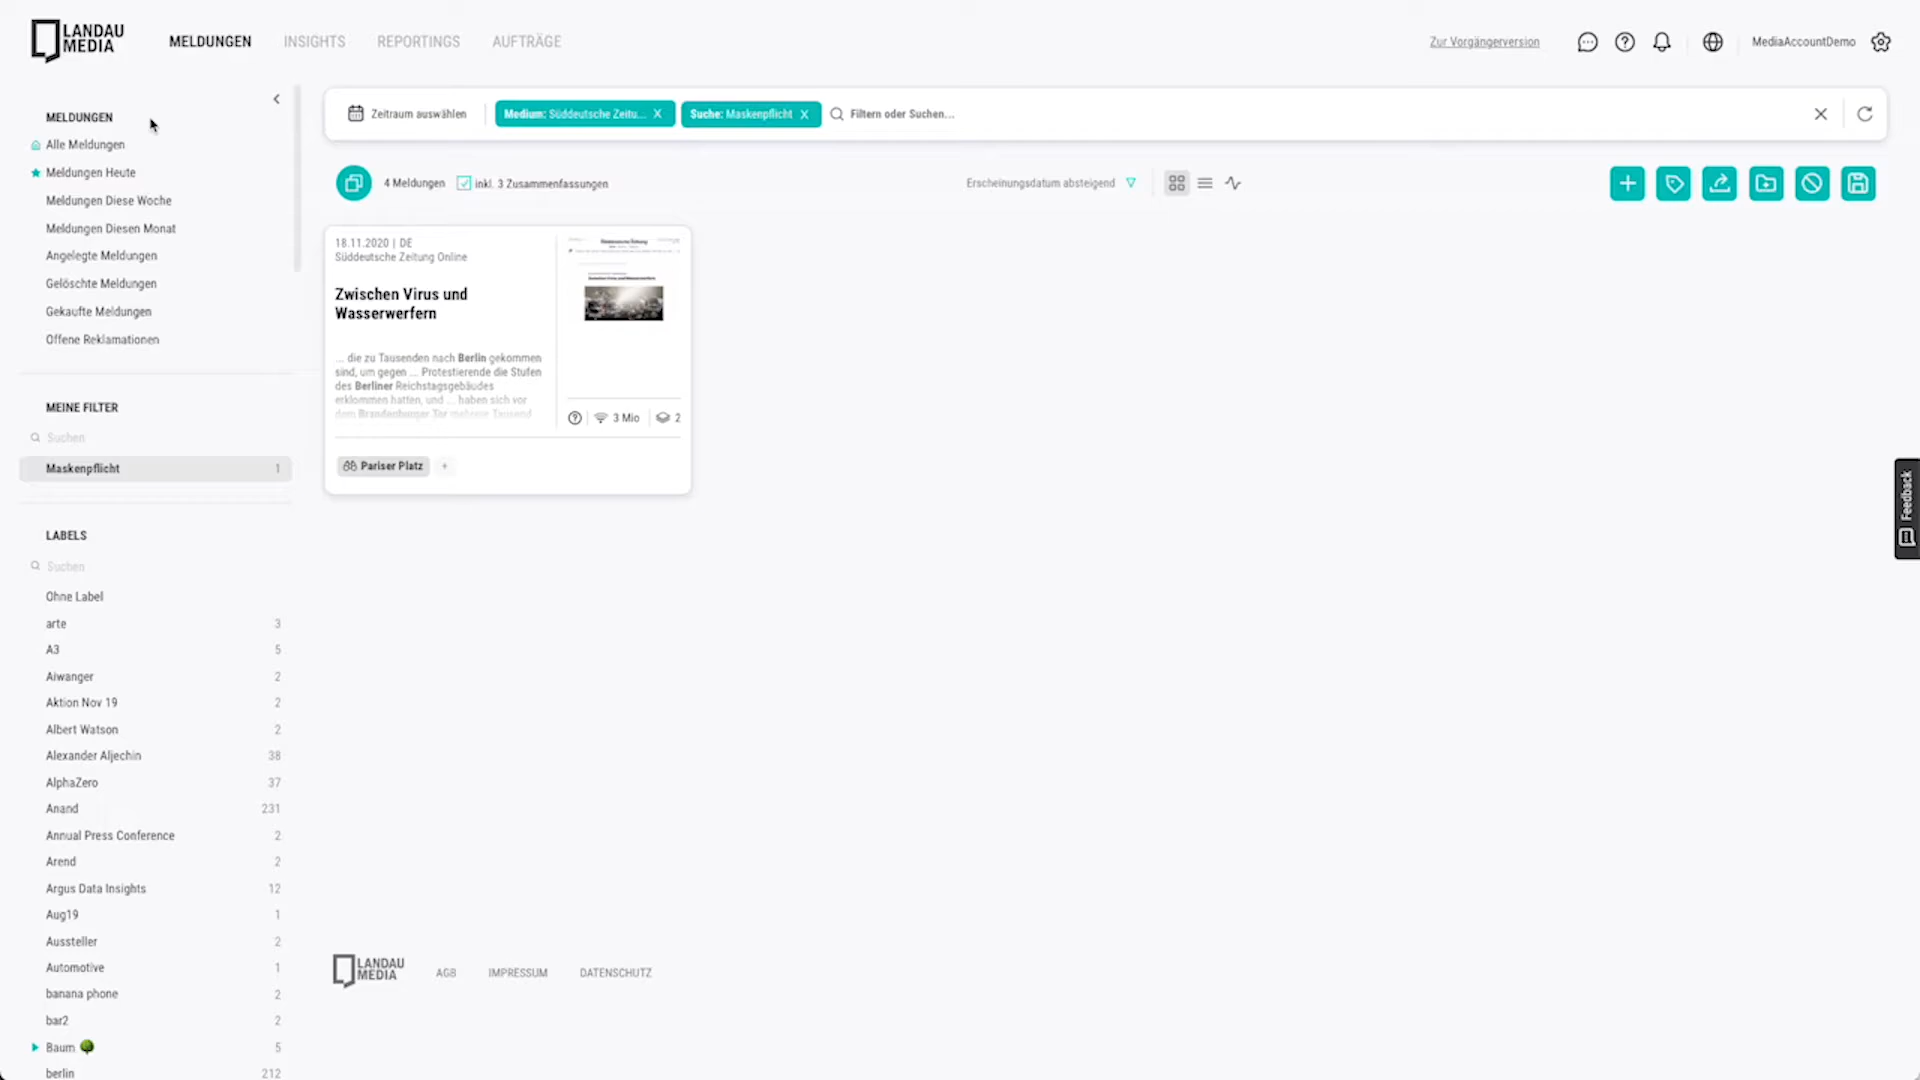 LANDAU
MEDIA
MELDUNGEN
INSIGHTS
REPORTINGS
AUFTRÄGE
Zur Vorgängerversion
MediaAccountDemo
MELDUNGEN
Alle Meldungen
Meldungen Heute
Meldungen Diese Woche
Meldungen Diesen Monat
Angelegte Meldungen
Gelöschte Meldungen
Gekaufte Meldungen
Offene Reklamationen
MEINE FILTER
Suchen
Maskenpflicht 1
LABELS
Suchen
Ohne Label
arte 3
A3 5
Aiwanger 2
Aktion Nov 19 2
Albert Watson 2
Alexander Aljechin 38
AlphaZero 37
Anand 231
Annual Press Conference 2
Arend 2
Argus Data Insights 12
Aug19 1
Aussteller 2
Automotive 1
banana phone 2
bar2 2
Baum 5
berlin 212
Zeitraum auswählen
Medium: Süddeutsche Zeitu... X
Suche: Maskenpflicht X
Filtern oder Suchen...
4 Meldungen
inkl. 3 Zusammenfassungen
Erscheinungsdatum absteigend
18.11.2020 | DE
Süddeutsche Zeitung Online
Zwischen Virus und
Wasserwerfern
... die zu Tausenden nach Berlin gekommen
sind, um gegen ... Protestierende die Stufen
des Berliner Reichstagsgebäudes
erklommen hatten, und ... haben sich vor
dem Brandenburger Tor mehrere Tausend
3 Mio
2
Pariser Platz
+
Feedback
LANDAU
MEDIA
AGB
IMPRESSUM
DATENSCHUTZ